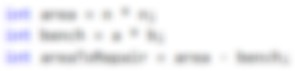 int area = n * n;
int bench = a * b;
int areaToRepair = area - bench;